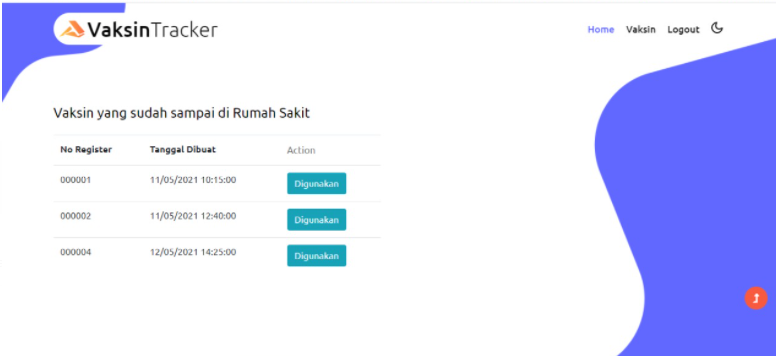 VaksinTracker
Home Vaksin Logout
Vaksin yang sudah sampai di Rumah Sakit
No Register Tanggal Dibuat Action
000001 11/05/2021 10:15:00 Digunakan
000002 11/05/2021 12:40:00 Digunakan
000004 12/05/2021 14:25:00 Digunakan